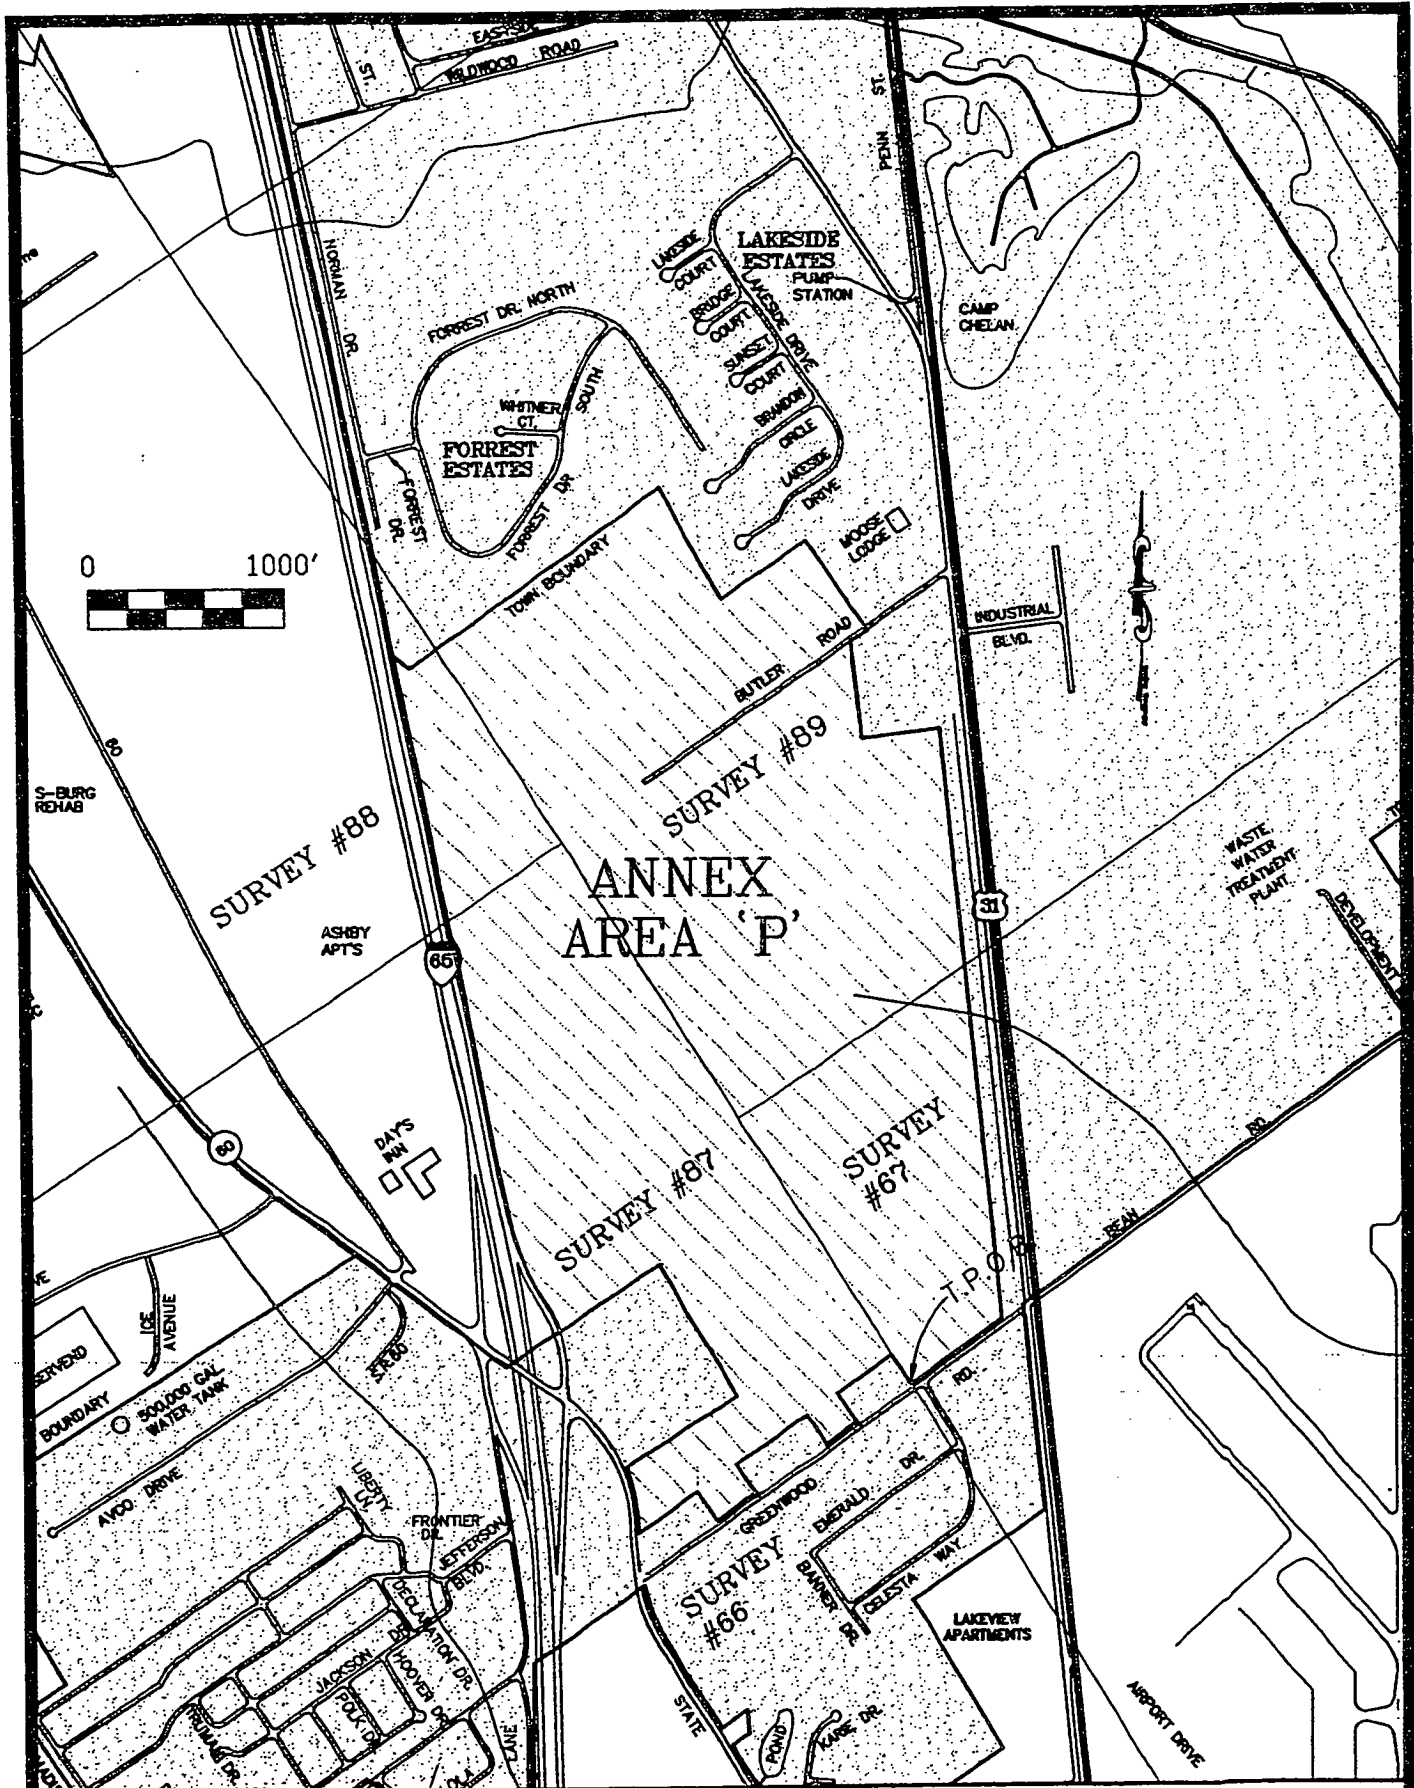 EASTSIDE
WILDWOOD ROAD
ST.
PENN ST.
NORMAN DR.
LAKESIDE
COURT
LAKESIDE
ESTATES
PUMP
STATION
BRIDGE
COURT
LAKESIDE DRIVE
SUNSET
COURT
BRANDON
CIRCLE
LAKESIDE
DRIVE
CAMP
CHELAN
FORREST DR. NORTH
SOUTH
WHITNER
CT.
FORREST
ESTATES
FORREST
DR.
FORREST DR
MOOSE
LODGE
TOWN BOUNDARY
0 1000'
INDUSTRIAL
BLVD.
BUTLER ROAD
60
S-BURG
REHAB
SURVEY #88
SURVEY #89
ANNEX
AREA 'P'
ASHBY
APT'S
65
31
WASTE
WATER
TREATMENT
PLANT
DEVELOPMENT
60
DAY'S
INN
SURVEY #87
SURVEY
#67
BEAN RD.
T.P.O.B.
ICE
AVENUE
SERVEND
BOUNDARY
500,000 GAL
WATER TANK
S.R.60
AVCO DRIVE
RD.
GREENWOOD
EMERALD DR.
LIBERTY
LN.
FRONTIER
DR.
JEFFERSON
BLVD.
DECLARATION DR.
SURVEY
#66
BANNER DR.
CELESTA WAY
LAKEVIEW
APARTMENTS
JACKSON DR.
HOOVER DR.
POLK DR.
TRUMAN DR.
LANE
STATE
POND
KARIE DR.
AIRPORT DRIVE